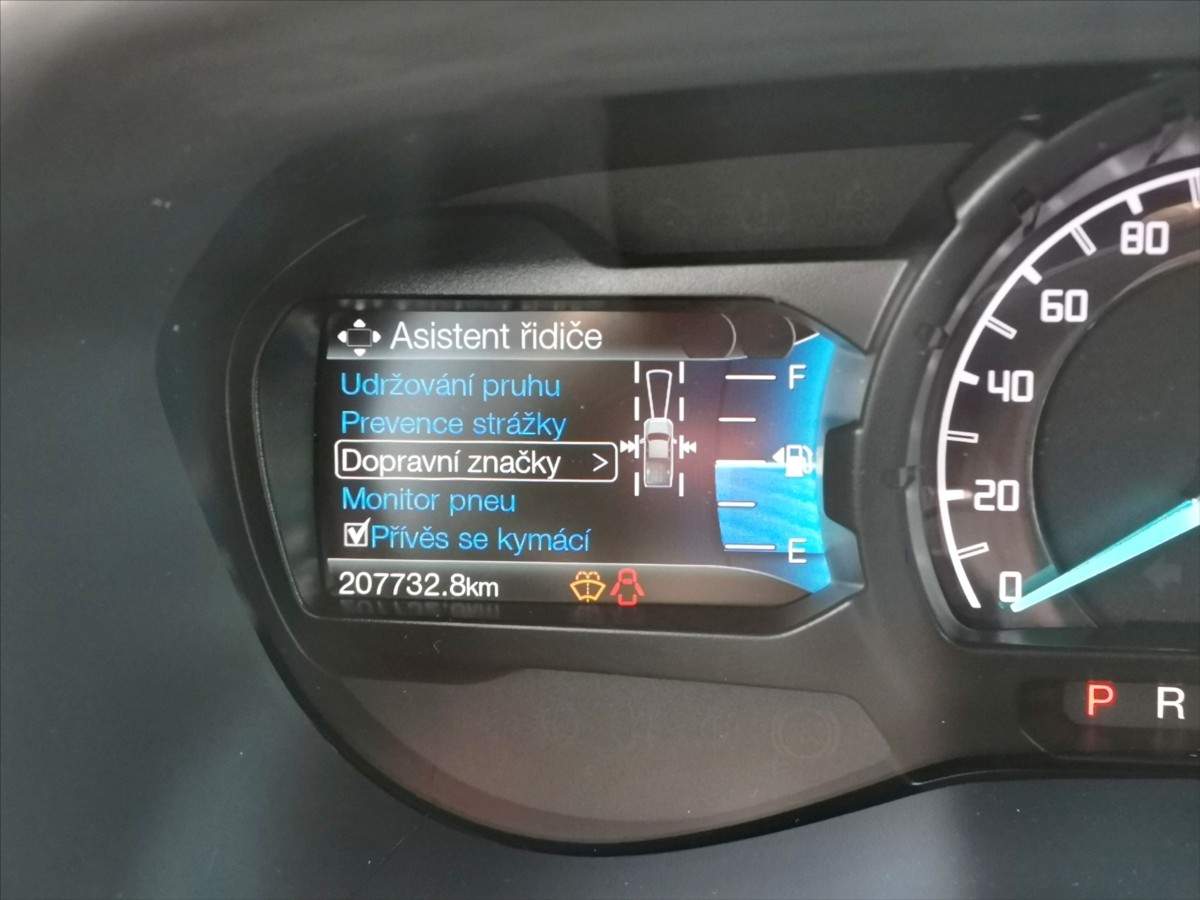 Asistent řidiče
Udržování pruhu
Prevence strážky
Dopravní značky >
Monitor pneu
Přívěs se kymácí
207732.8km
F
E
80
60
40
20
0
P R